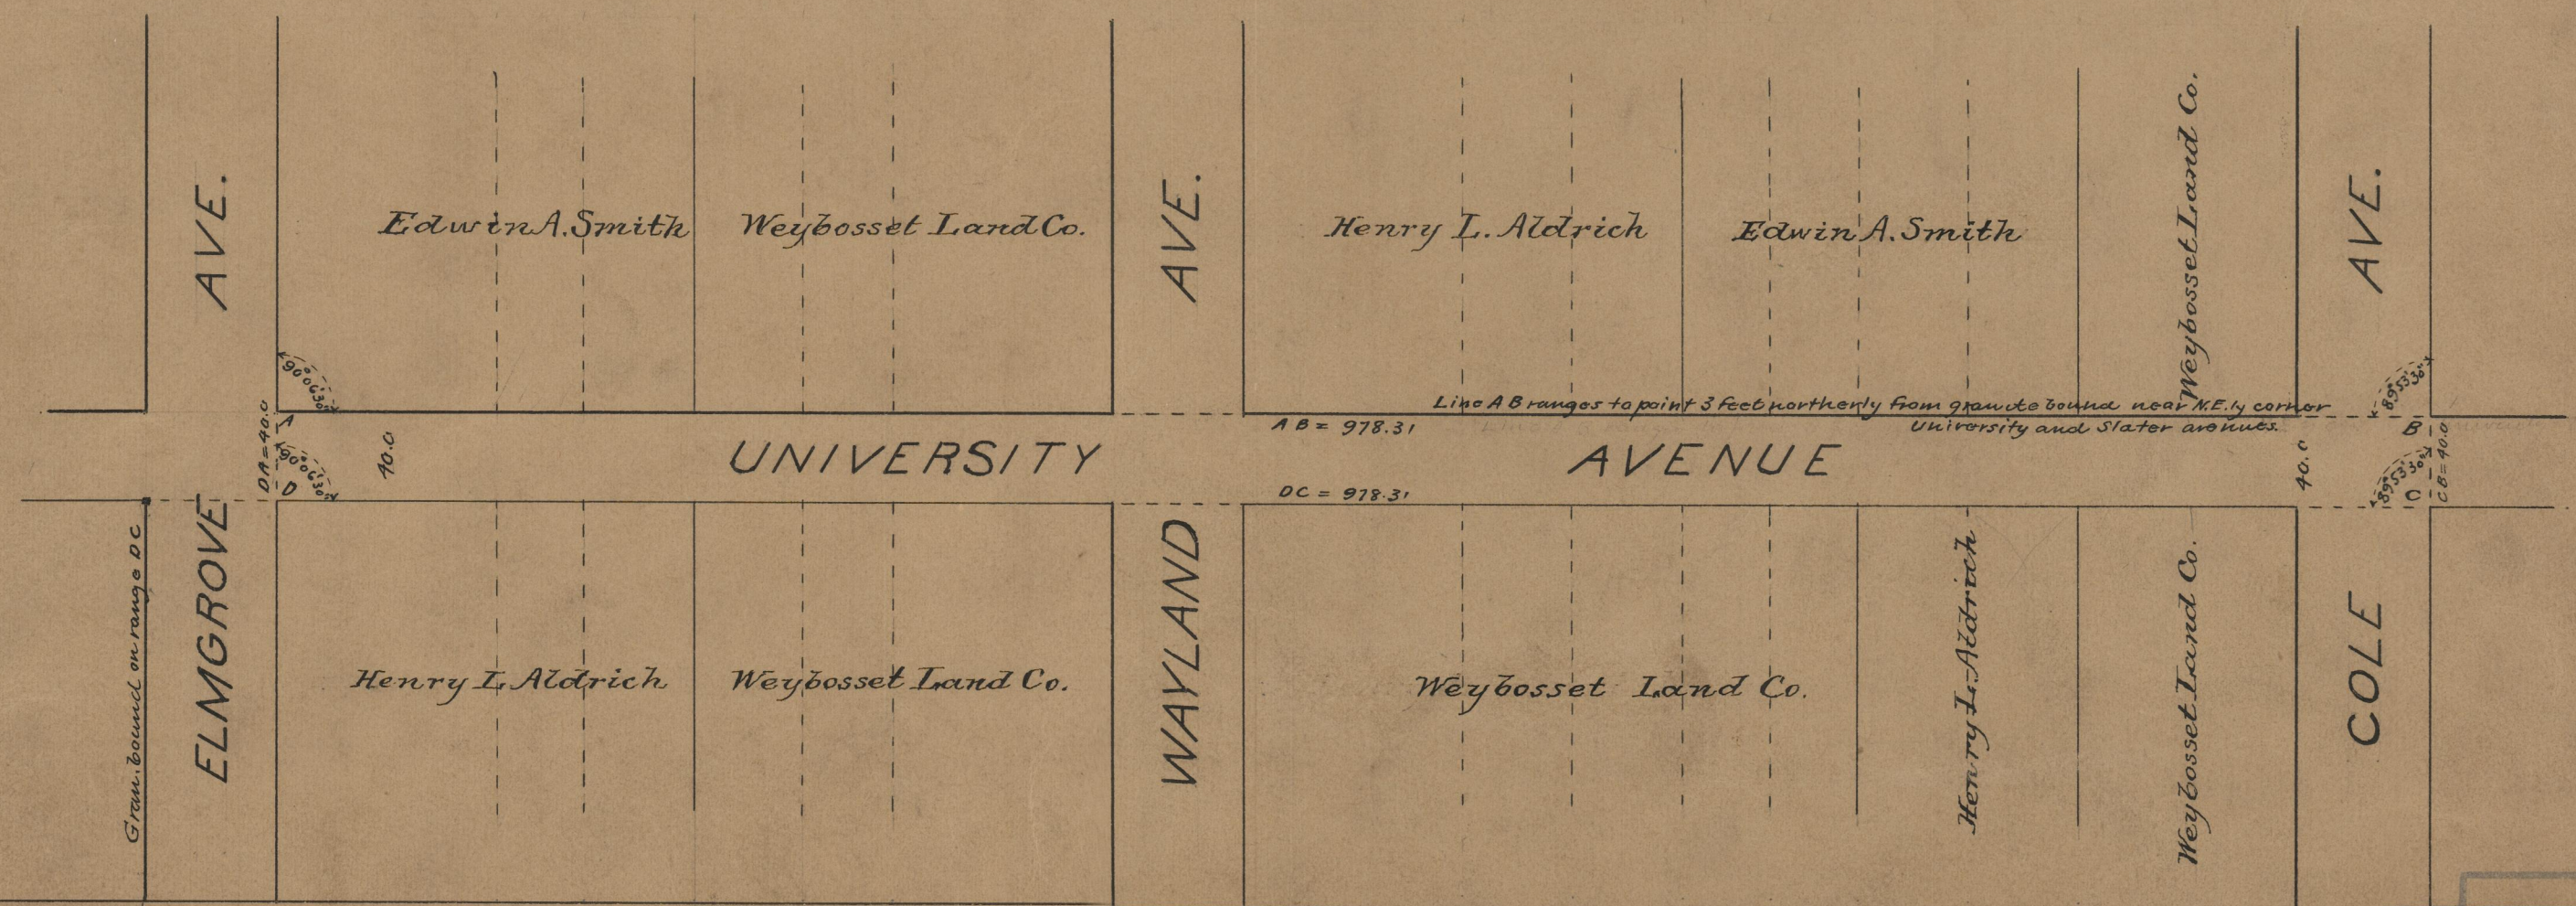 AVE.
Edwin A. Smith
Weybosset Land Co.
AVE.
Henry L. Aldrich
Edwin A. Smith
Weybosset Land Co.
AVE.
90°06'30"
89°53'30"
Line A B ranges to point 3 feet northerly from granite bound near N.E.ly corner
University and Slater avenues.
DA=40.0
A
90°06'30"
D
40.0
UNIVERSITY
AB = 978.31
AVENUE
DC = 978.31
40.0
89°53'30"
B
C
CB=40.0
Gran. bound on range DC
ELMGROVE
Henry L. Aldrich
Weybosset Land Co.
WAYLAND
Weybosset Land Co.
Henry L. Aldrich
Weybosset Land Co.
COLE